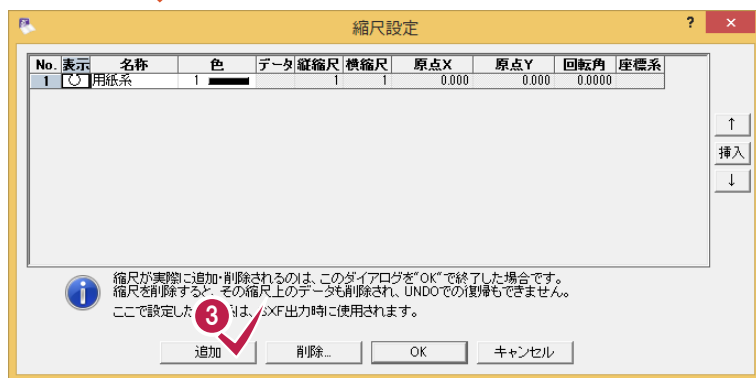 縮尺設定
? ×
No. 表示 名称 色 データ 縦縮尺 横縮尺 原点X 原点Y 回転角 座標系
1 用紙系 1 1 1 0.000 0.000 0.0000
↑
挿入
↓
縮尺が実際に追加・削除されるのは、このダイアログを"OK"で終了した場合です。
縮尺を削除すると、その縮尺上のデータも削除され、UNDOでの復帰もできません。
ここで設定した は、SXF出力時に使用されます。
3
追加 削除... OK キャンセル